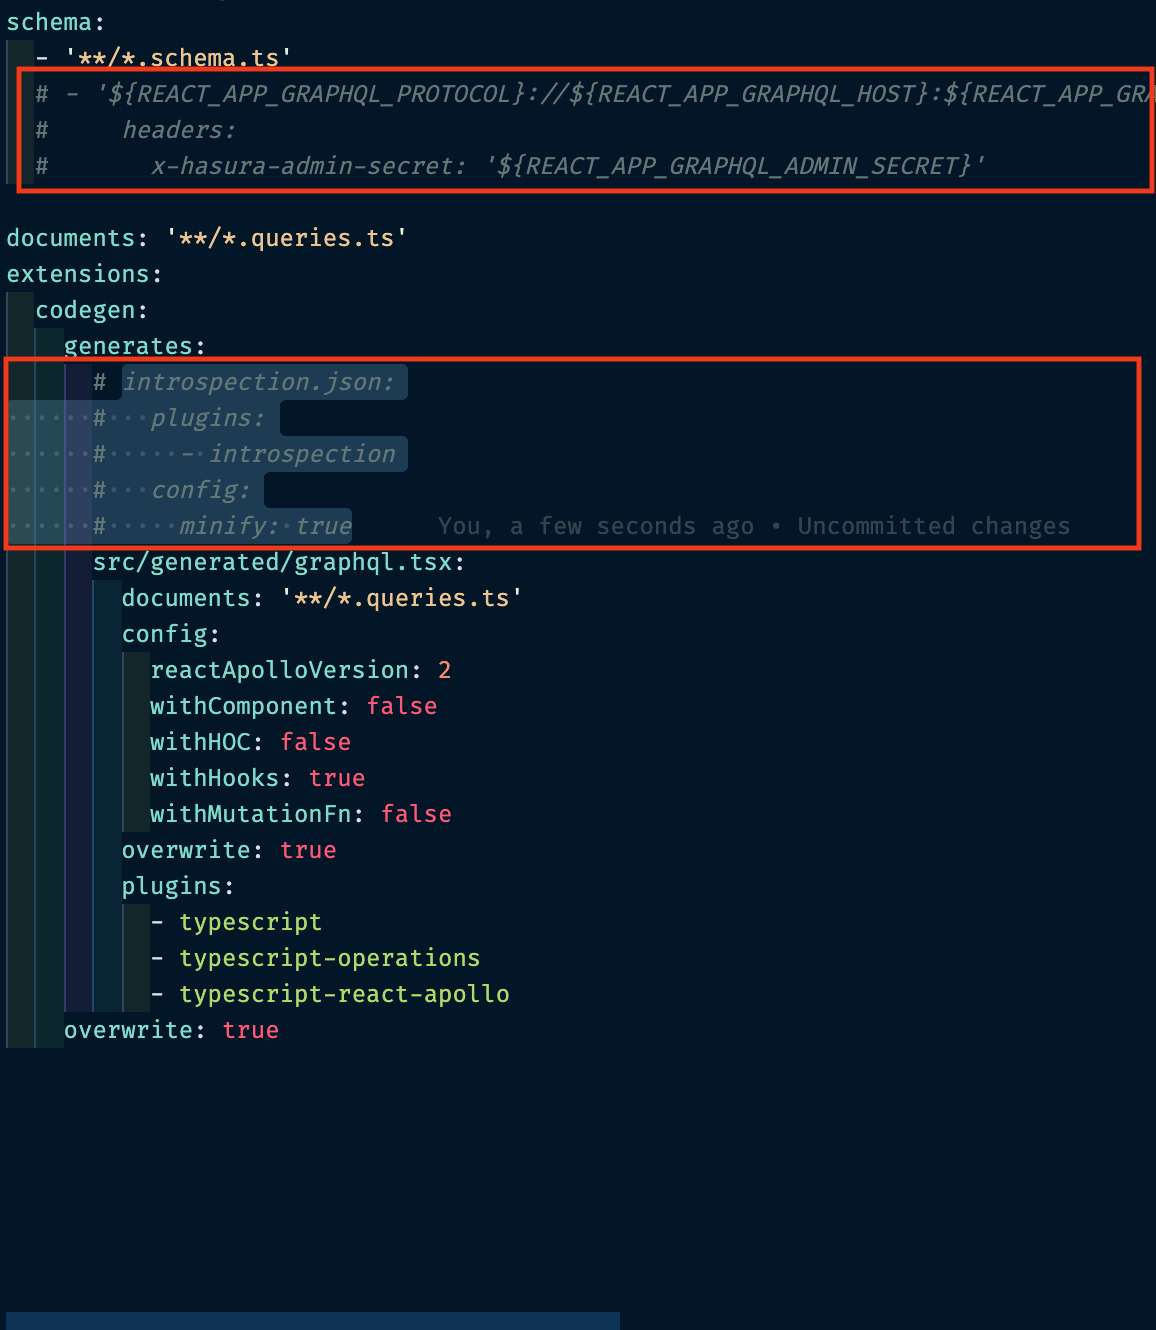 schema:
  - '**/*.schema.ts'
  # - '${REACT_APP_GRAPHQL_PROTOCOL}://${REACT_APP_GRAPHQL_HOST}:${REACT_APP_GRA
  #     headers:
  #       x-hasura-admin-secret: '${REACT_APP_GRAPHQL_ADMIN_SECRET}'
documents: '**/*.queries.ts'
extensions:
  codegen:
    generates:
      # introspection.json:
      #   plugins:
      #     - introspection
      #   config:
      #     minify: true      You, a few seconds ago • Uncommitted changes
      src/generated/graphql.tsx:
        documents: '**/*.queries.ts'
        config:
          reactApolloVersion: 2
          withComponent: false
          withHOC: false
          withHooks: true
          withMutationFn: false
        overwrite: true
        plugins:
          - typescript
          - typescript-operations
          - typescript-react-apollo
    overwrite: true